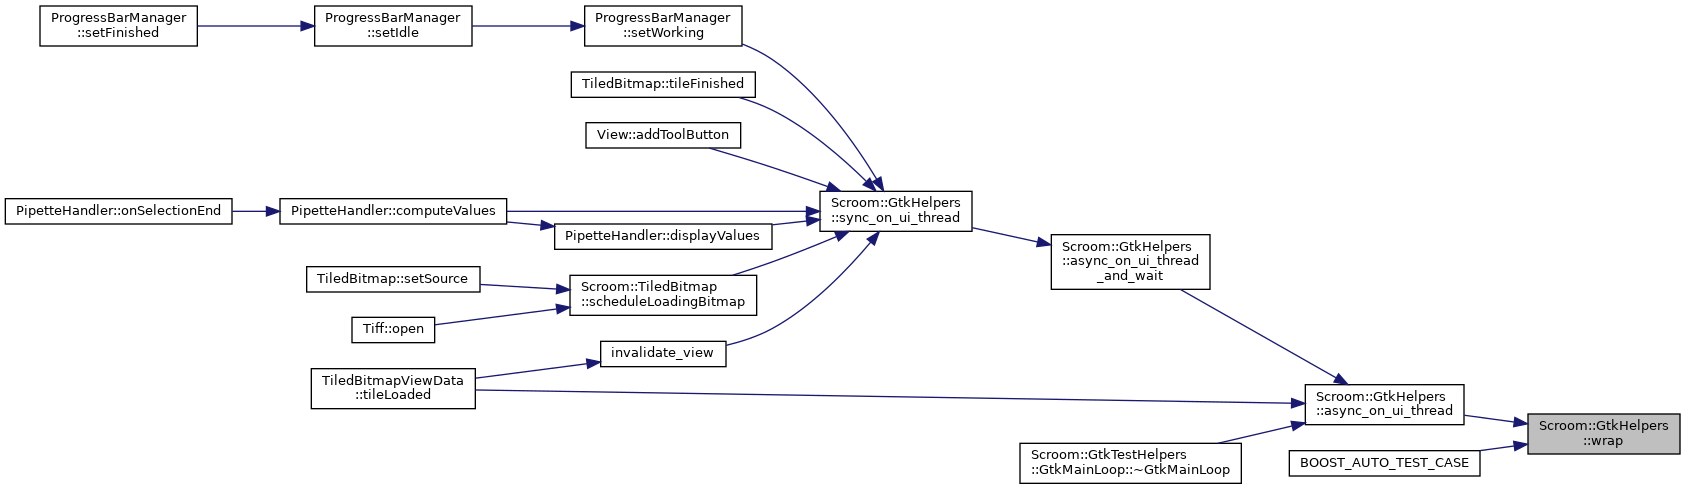 ProgressBarManager
::setFinished
ProgressBarManager
::setIdle
ProgressBarManager
::setWorking
TiledBitmap::tileFinished
View::addToolButton
PipetteHandler::onSelectionEnd
PipetteHandler::computeValues
Scroom::GtkHelpers
::sync_on_ui_thread
PipetteHandler::displayValues
Scroom::GtkHelpers
::async_on_ui_thread
_and_wait
TiledBitmap::setSource
Scroom::TiledBitmap
::scheduleLoadingBitmap
Tiff::open
invalidate_view
TiledBitmapViewData
::tileLoaded
Scroom::GtkHelpers
::async_on_ui_thread
Scroom::GtkHelpers
::wrap
Scroom::GtkTestHelpers
::GtkMainLoop::~GtkMainLoop
BOOST_AUTO_TEST_CASE